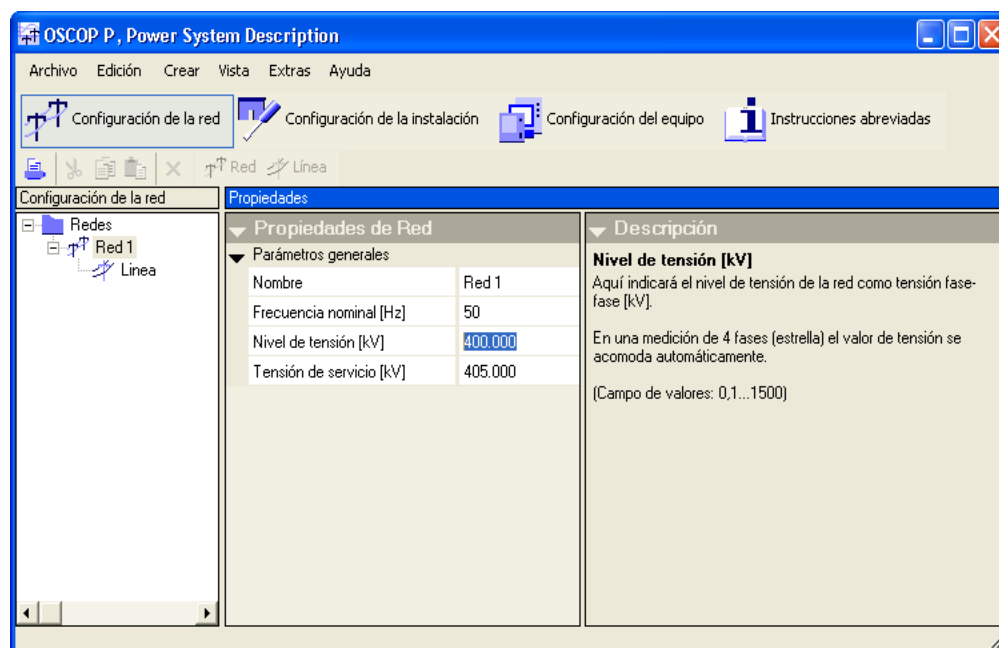 OSCOP P, Power System Description
Archivo Edición Crear Vista Extras Ayuda
Configuración de la red Configuración de la instalación Configuración del equipo Instrucciones abreviadas
Red Línea
Configuración de la red
Propiedades
Redes
Red 1
Linea
Propiedades de Red
Parámetros generales
Nombre Red 1
Frecuencia nominal [Hz] 50
Nivel de tensión [kV] 400.000
Tensión de servicio [kV] 405.000
Descripción
Nivel de tensión [kV]
Aquí indicará el nivel de tensión de la red como tensión fase-
fase [kV].
En una medición de 4 fases (estrella) el valor de tensión se
acomoda automáticamente.
(Campo de valores: 0,1...1500)